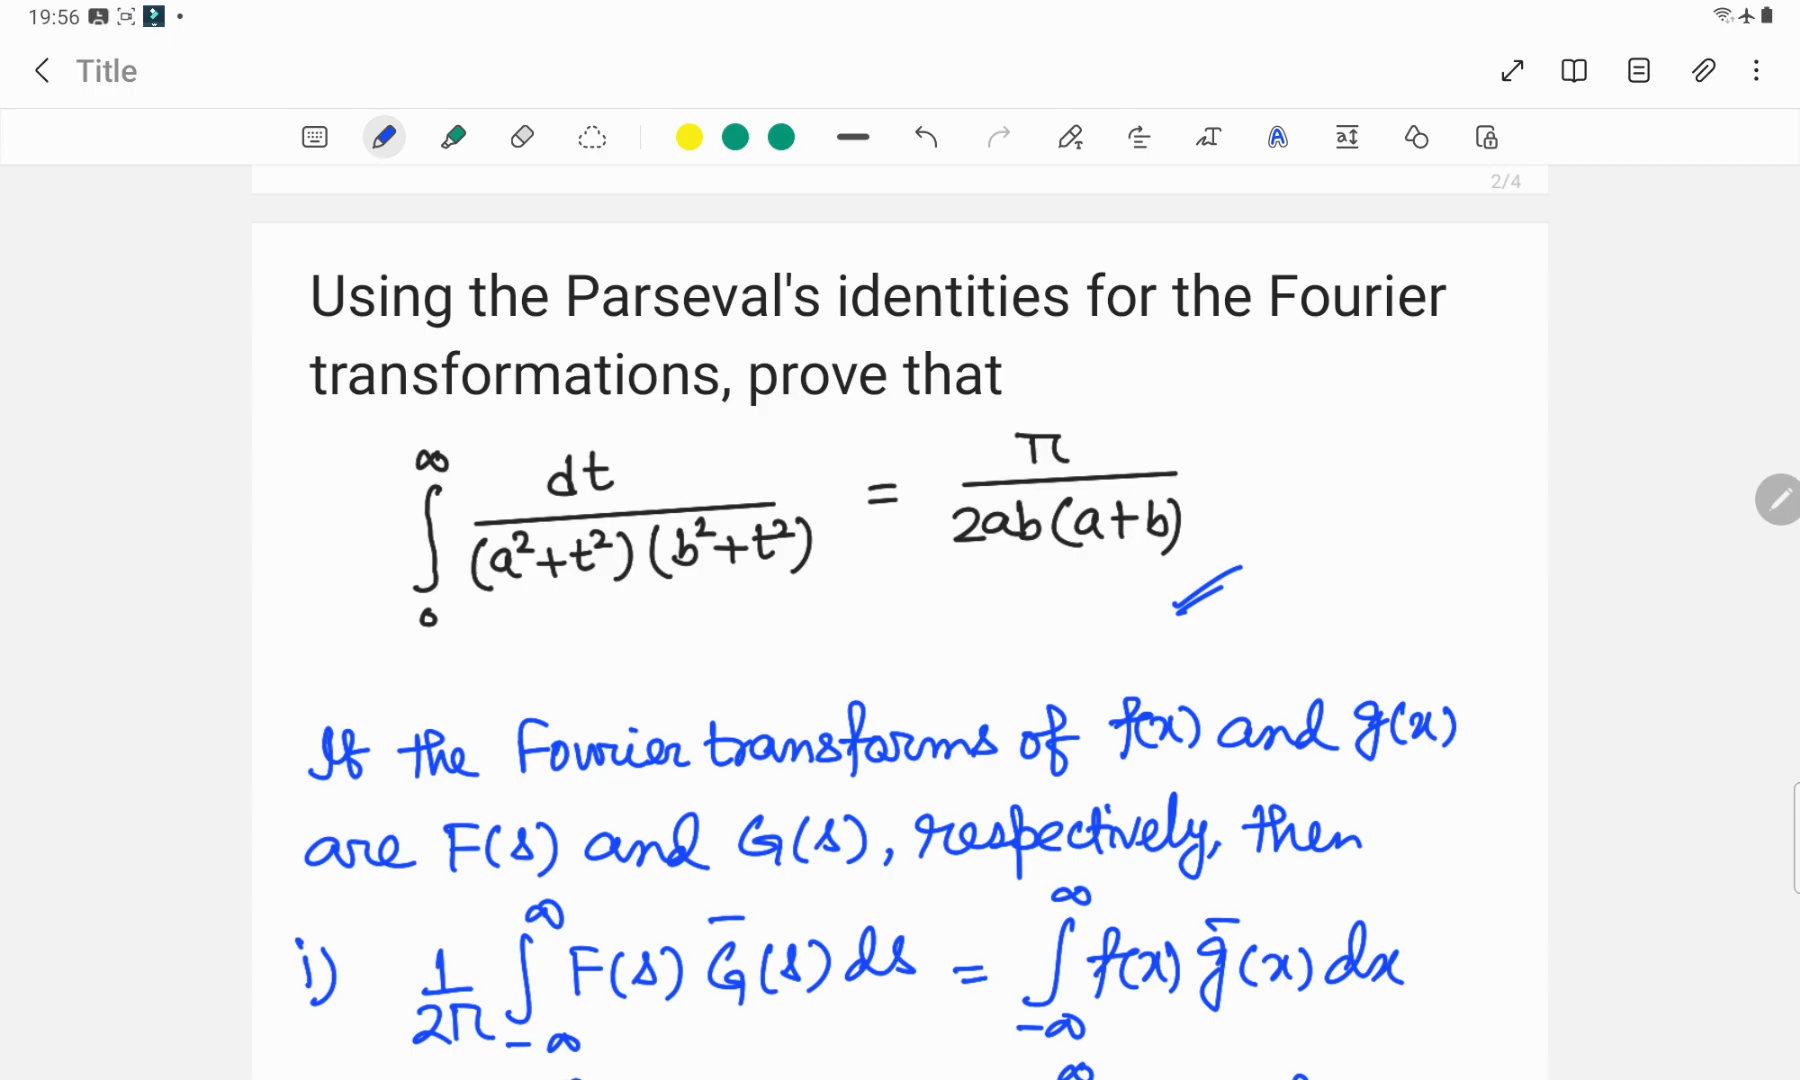 19:56
Title
2/4
Using the Parseval's identities for the Fourier
transformations, prove that
∫₀^∞ dt / (a²+t²)(b²+t²) = π / 2ab(a+b)
If the Fourier transforms of f(x) and g(x)
are F(s) and G(s), respectively, then
i) 1/2π ∫_{-∞}^{∞} F(s) G̅(s) ds = ∫_{-∞}^{∞} f(x) g̅(x) dx